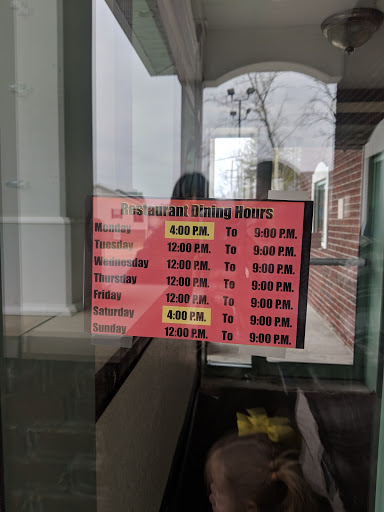 Restaurant Dining Hours
Monday 4:00 P.M. To 9:00 P.M.
Tuesday 12:00 P.M. To 9:00 P.M.
Wednesday 12:00 P.M. To 9:00 P.M.
Thursday 12:00 P.M. To 9:00 P.M.
Friday 12:00 P.M. To 9:00 P.M.
Saturday 4:00 P.M. To 9:00 P.M.
Sunday 12:00 P.M. To 9:00 P.M.